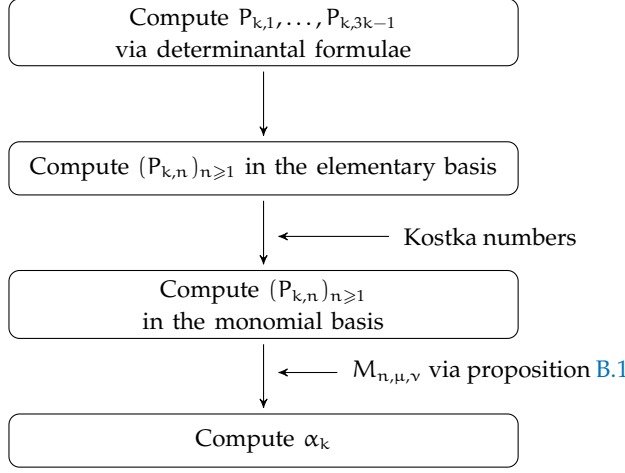 Compute P_{k,1}, . . . , P_{k,3k−1}
via determinantal formulae
Compute (P_{k,n})_{n⩾1} in the elementary basis
Kostka numbers
Compute (P_{k,n})_{n⩾1}
in the monomial basis
M_{n,μ,ν} via proposition B.1
Compute α_k